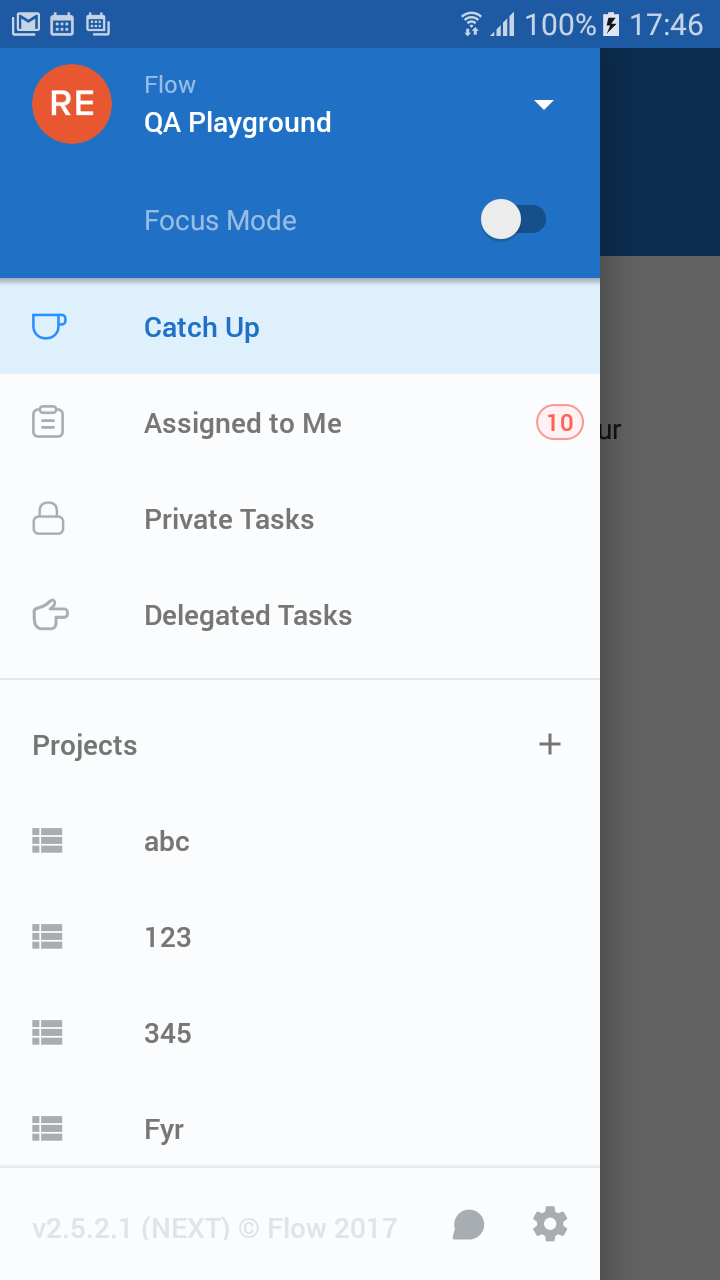 100% 17:46
RE
Flow
QA Playground
Focus Mode
Catch Up
Assigned to Me 10
ur
Private Tasks
Delegated Tasks
Projects
abc
123
345
Fyr
v2.5.2.1 (NEXT) © Flow 2017